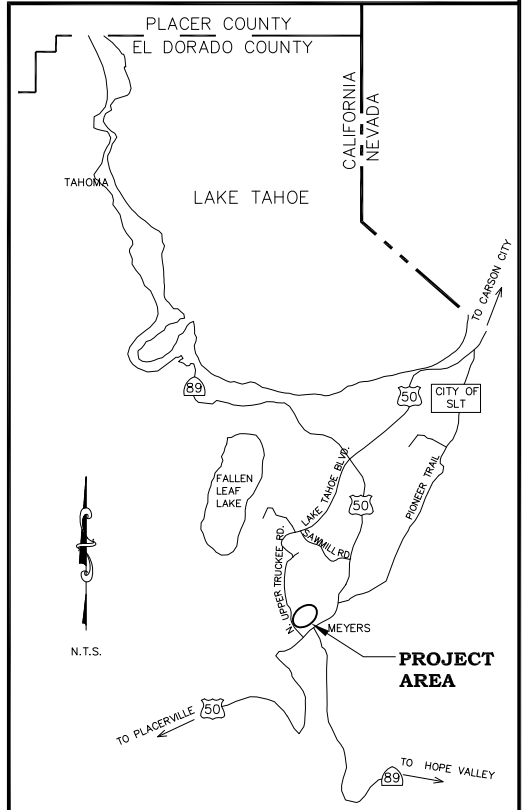 PLACER COUNTY
EL DORADO COUNTY
CALIFORNIA
NEVADA
TAHOMA
LAKE TAHOE
TO CARSON CITY
89
50
CITY OF
SLT
LAKE TAHOE BLVD.
PIONEER TRAIL
FALLEN
LEAF
LAKE
50
SAWMILL RD.
N. UPPER TRUCKEE RD.
MEYERS
N.T.S.
PROJECT
AREA
50
TO PLACERVILLE
TO HOPE VALLEY
89